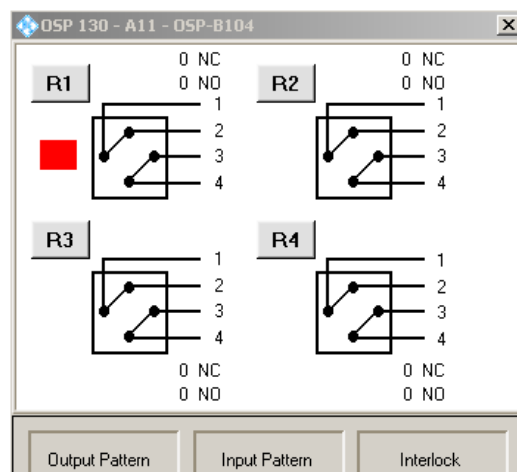 OSP 130 - A11 - OSP-B104
0 NC
0 NO
R1
1
2
3
4
0 NC
0 NO
R2
1
2
3
4
R3
1
2
3
4
0 NC
0 NO
R4
1
2
3
4
0 NC
0 NO
Output Pattern
Input Pattern
Interlock